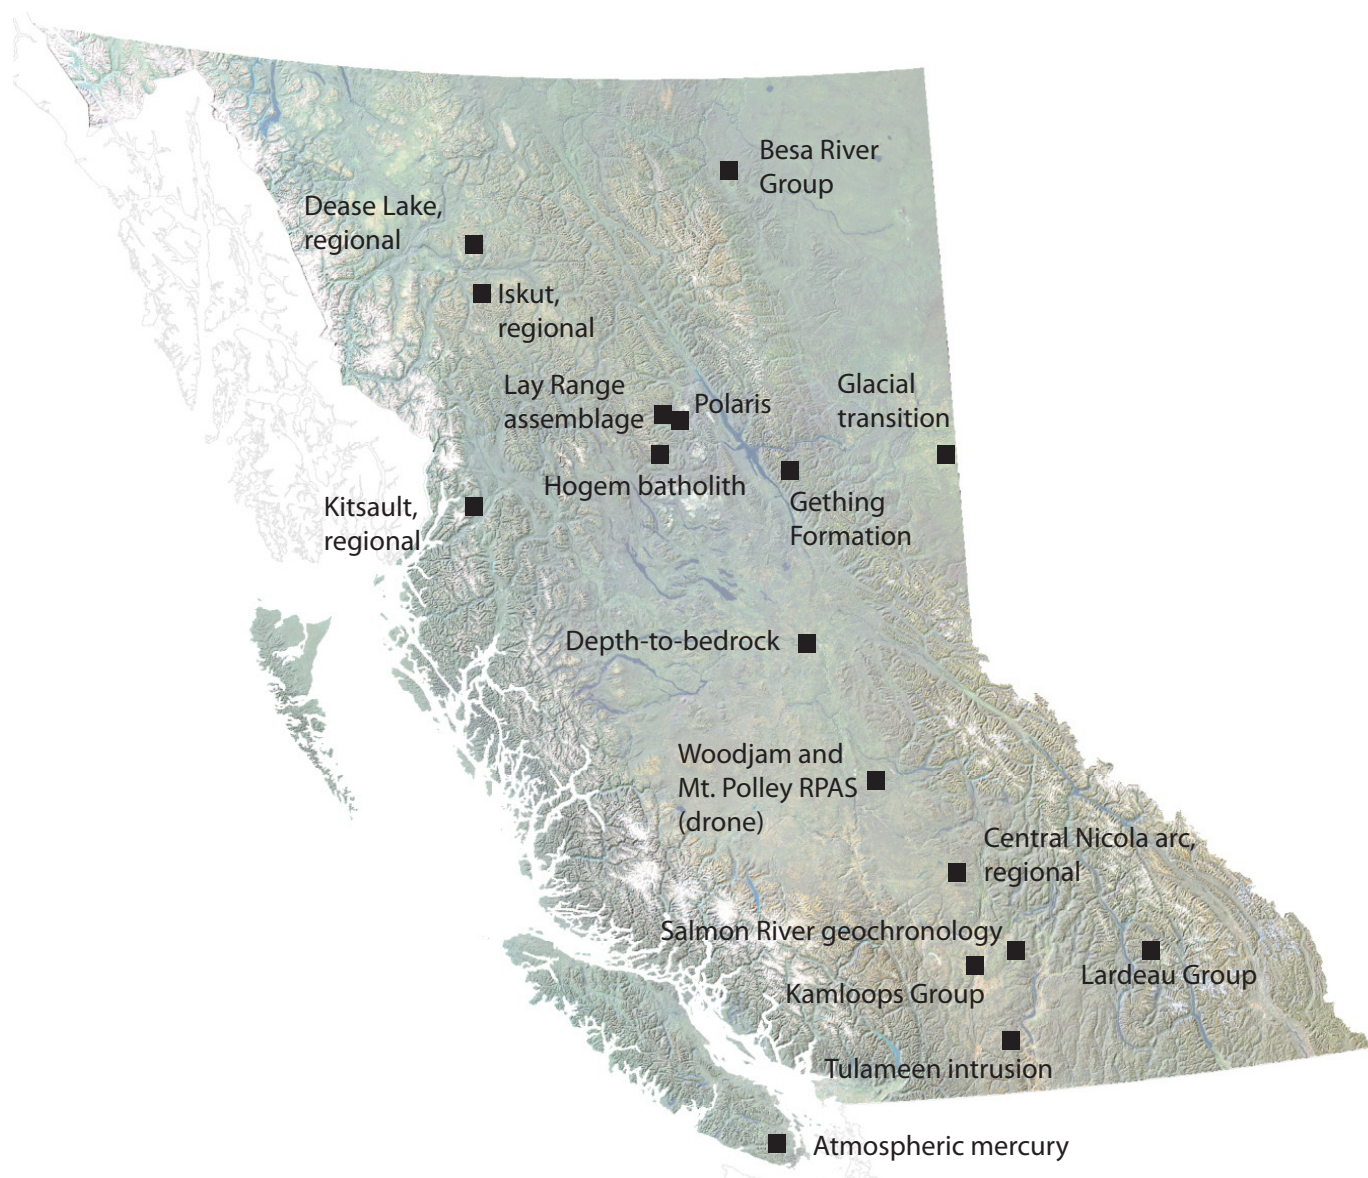 Besa River
Group
Dease Lake,
regional
Iskut,
regional
Lay Range
assemblage
Polaris
Glacial
transition
Hogem batholith
Gething
Formation
Kitsault,
regional
Depth-to-bedrock
Woodjam and
Mt. Polley RPAS
(drone)
Central Nicola arc,
regional
Salmon River geochronology
Kamloops Group
Lardeau Group
Tulameen intrusion
Atmospheric mercury